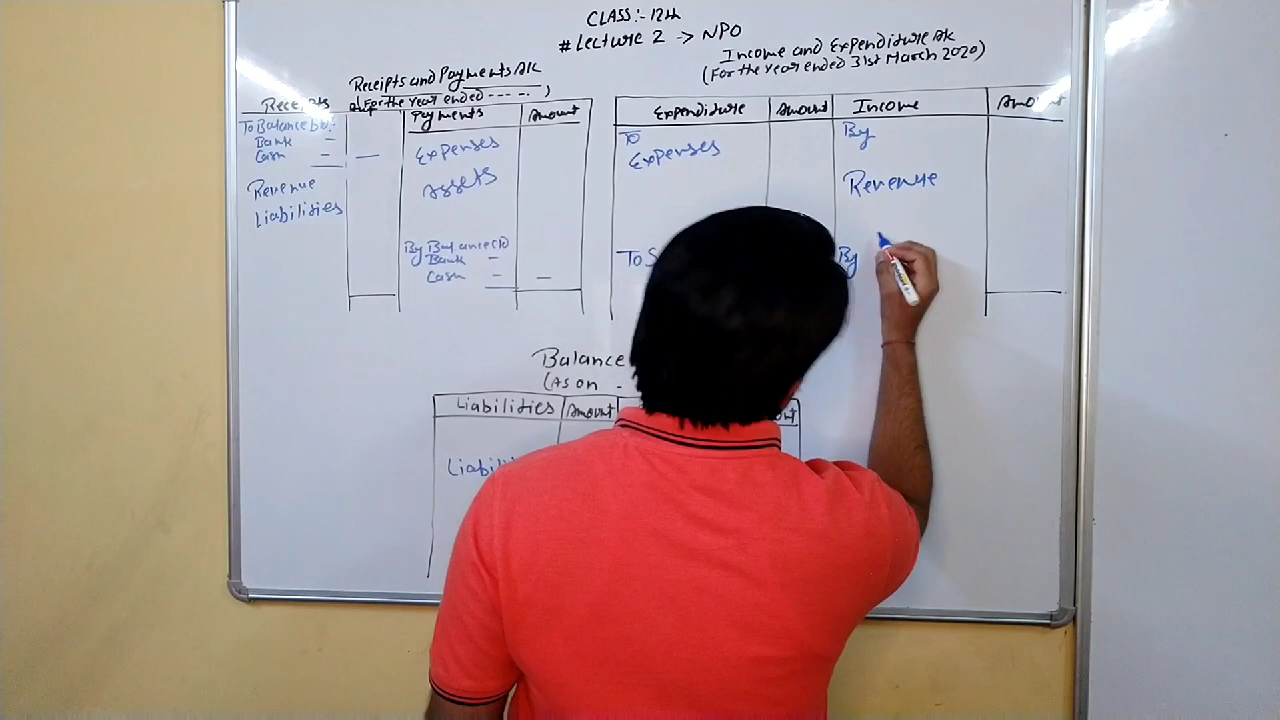 CLASS:- 12th
# Lecture 2 -> NPO
Receipts and Payments A/c
(For the Year ended ----- )
Receipts
Payments
Amount
To Balance b/d:-
Bank -
Cash -
Revenue
Liabilities
Expenses
Assets
By Balance c/d
Bank -
Cash -
Income and Expenditure A/c
(For the Year ended 31st March 2020)
Expenditure
Amount
Income
Amount
To
Expenses
To S
By
Revenue
By
Balance
(As on -
Liabilities
Amount